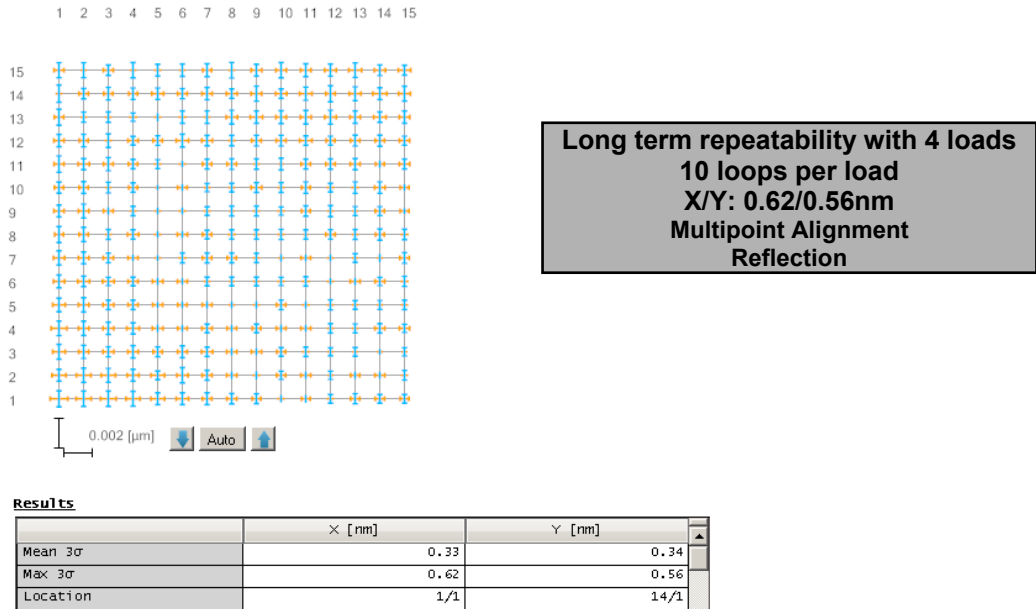 1 2 3 4 5 6 7 8 9 10 11 12 13 14 15
15
14
13
12
11
10
9
8
7
6
5
4
3
2
1
0.002 [µm] Auto
Long term repeatability with 4 loads
10 loops per load
X/Y: 0.62/0.56nm
Multipoint Alignment
Reflection
Results
X [nm] Y [nm]
Mean 3σ 0.33 0.34
Max 3σ 0.62 0.56
Location 1/1 14/1